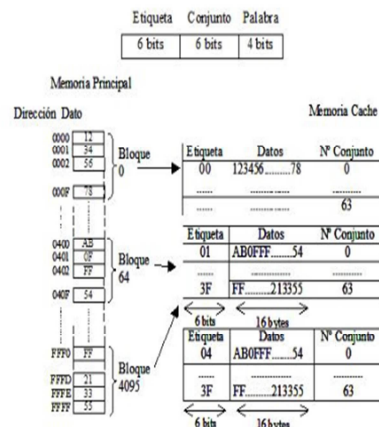 Etiqueta Conjunto Palabra
6 bits 6 bits 4 bits
Memoria Principal
Dirección Dato
Memoria Cache
0000 12
0001 34
0002 56
000F 78
Bloque
0
0400 AB
0401 0F
0402 FF
040F 54
Bloque
64
FFF0 FF
FFFD 21
FFFE 33
FFFF 55
Bloque
4095
Etiqueta Datos Nº Conjunto
00 123456..........78 0
...... .................. ......
...... .................. 63
Etiqueta Datos Nº Conjunto
01 AB0FFF..........54 0
...... .................. ......
3F FF..........213355 63
6 bits 16 bytes
Etiqueta Datos Nº Conjunto
04 AB0FFF..........54 0
...... .................. ......
3F FF..........213355 63
6 bits 16 bytes